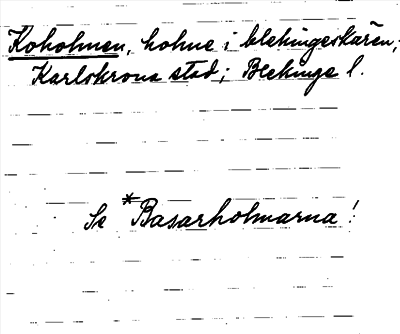 Koholmen, holme i blekingeskären;
Karlskrona stad; Blekinge l.
Se *Basarholmarna!